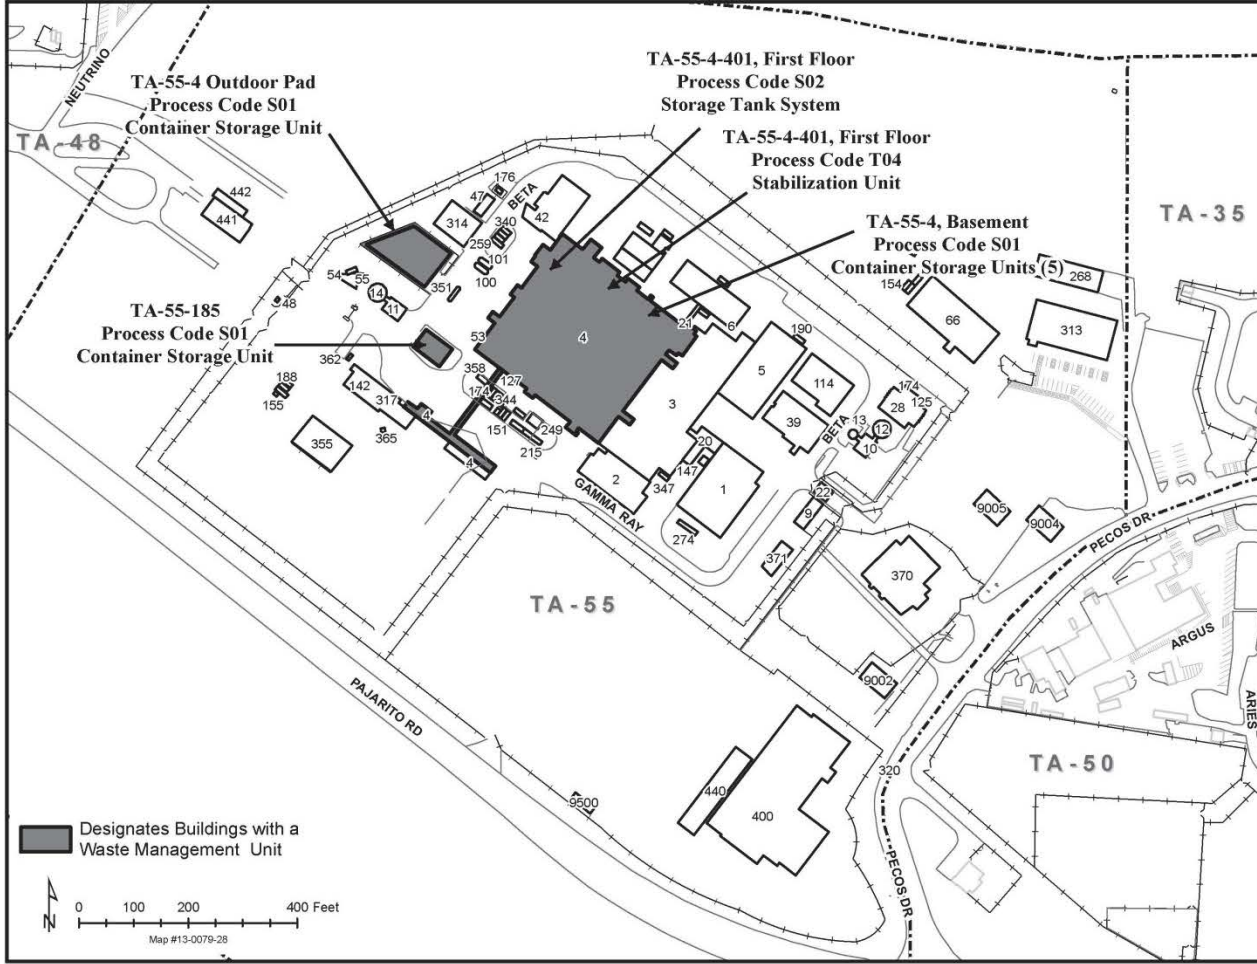 NEUTRINO
TA-48
TA-55-4 Outdoor Pad
Process Code S01
Container Storage Unit
TA-55-4-401, First Floor
Process Code S02
Storage Tank System
TA-55-4-401, First Floor
Process Code T04
Stabilization Unit
TA-55-4, Basement
Process Code S01
Container Storage Units (5)
TA-35
TA-55-185
Process Code S01
Container Storage Unit
442
441
176
47
BETA
314
42
340
259
101
100
351
54
55
14
11
48
53
4
21
6
190
154
268
66
313
362
188
155
142
317
365
355
358
127
174
344
151
249
215
4
4
3
5
114
39
BETA
13
12
10
174
28
125
20
147
1
2
347
GAMMA RAY
274
22
9
371
370
9005
9004
PECOS DR
ARGUS
ARIES
TA-55
9002
PAJARITO RD
9500
440
400
320
TA-50
PECOS DR
Designates Buildings with a
Waste Management Unit
N
0 100 200 400 Feet
Map #13-0079-28